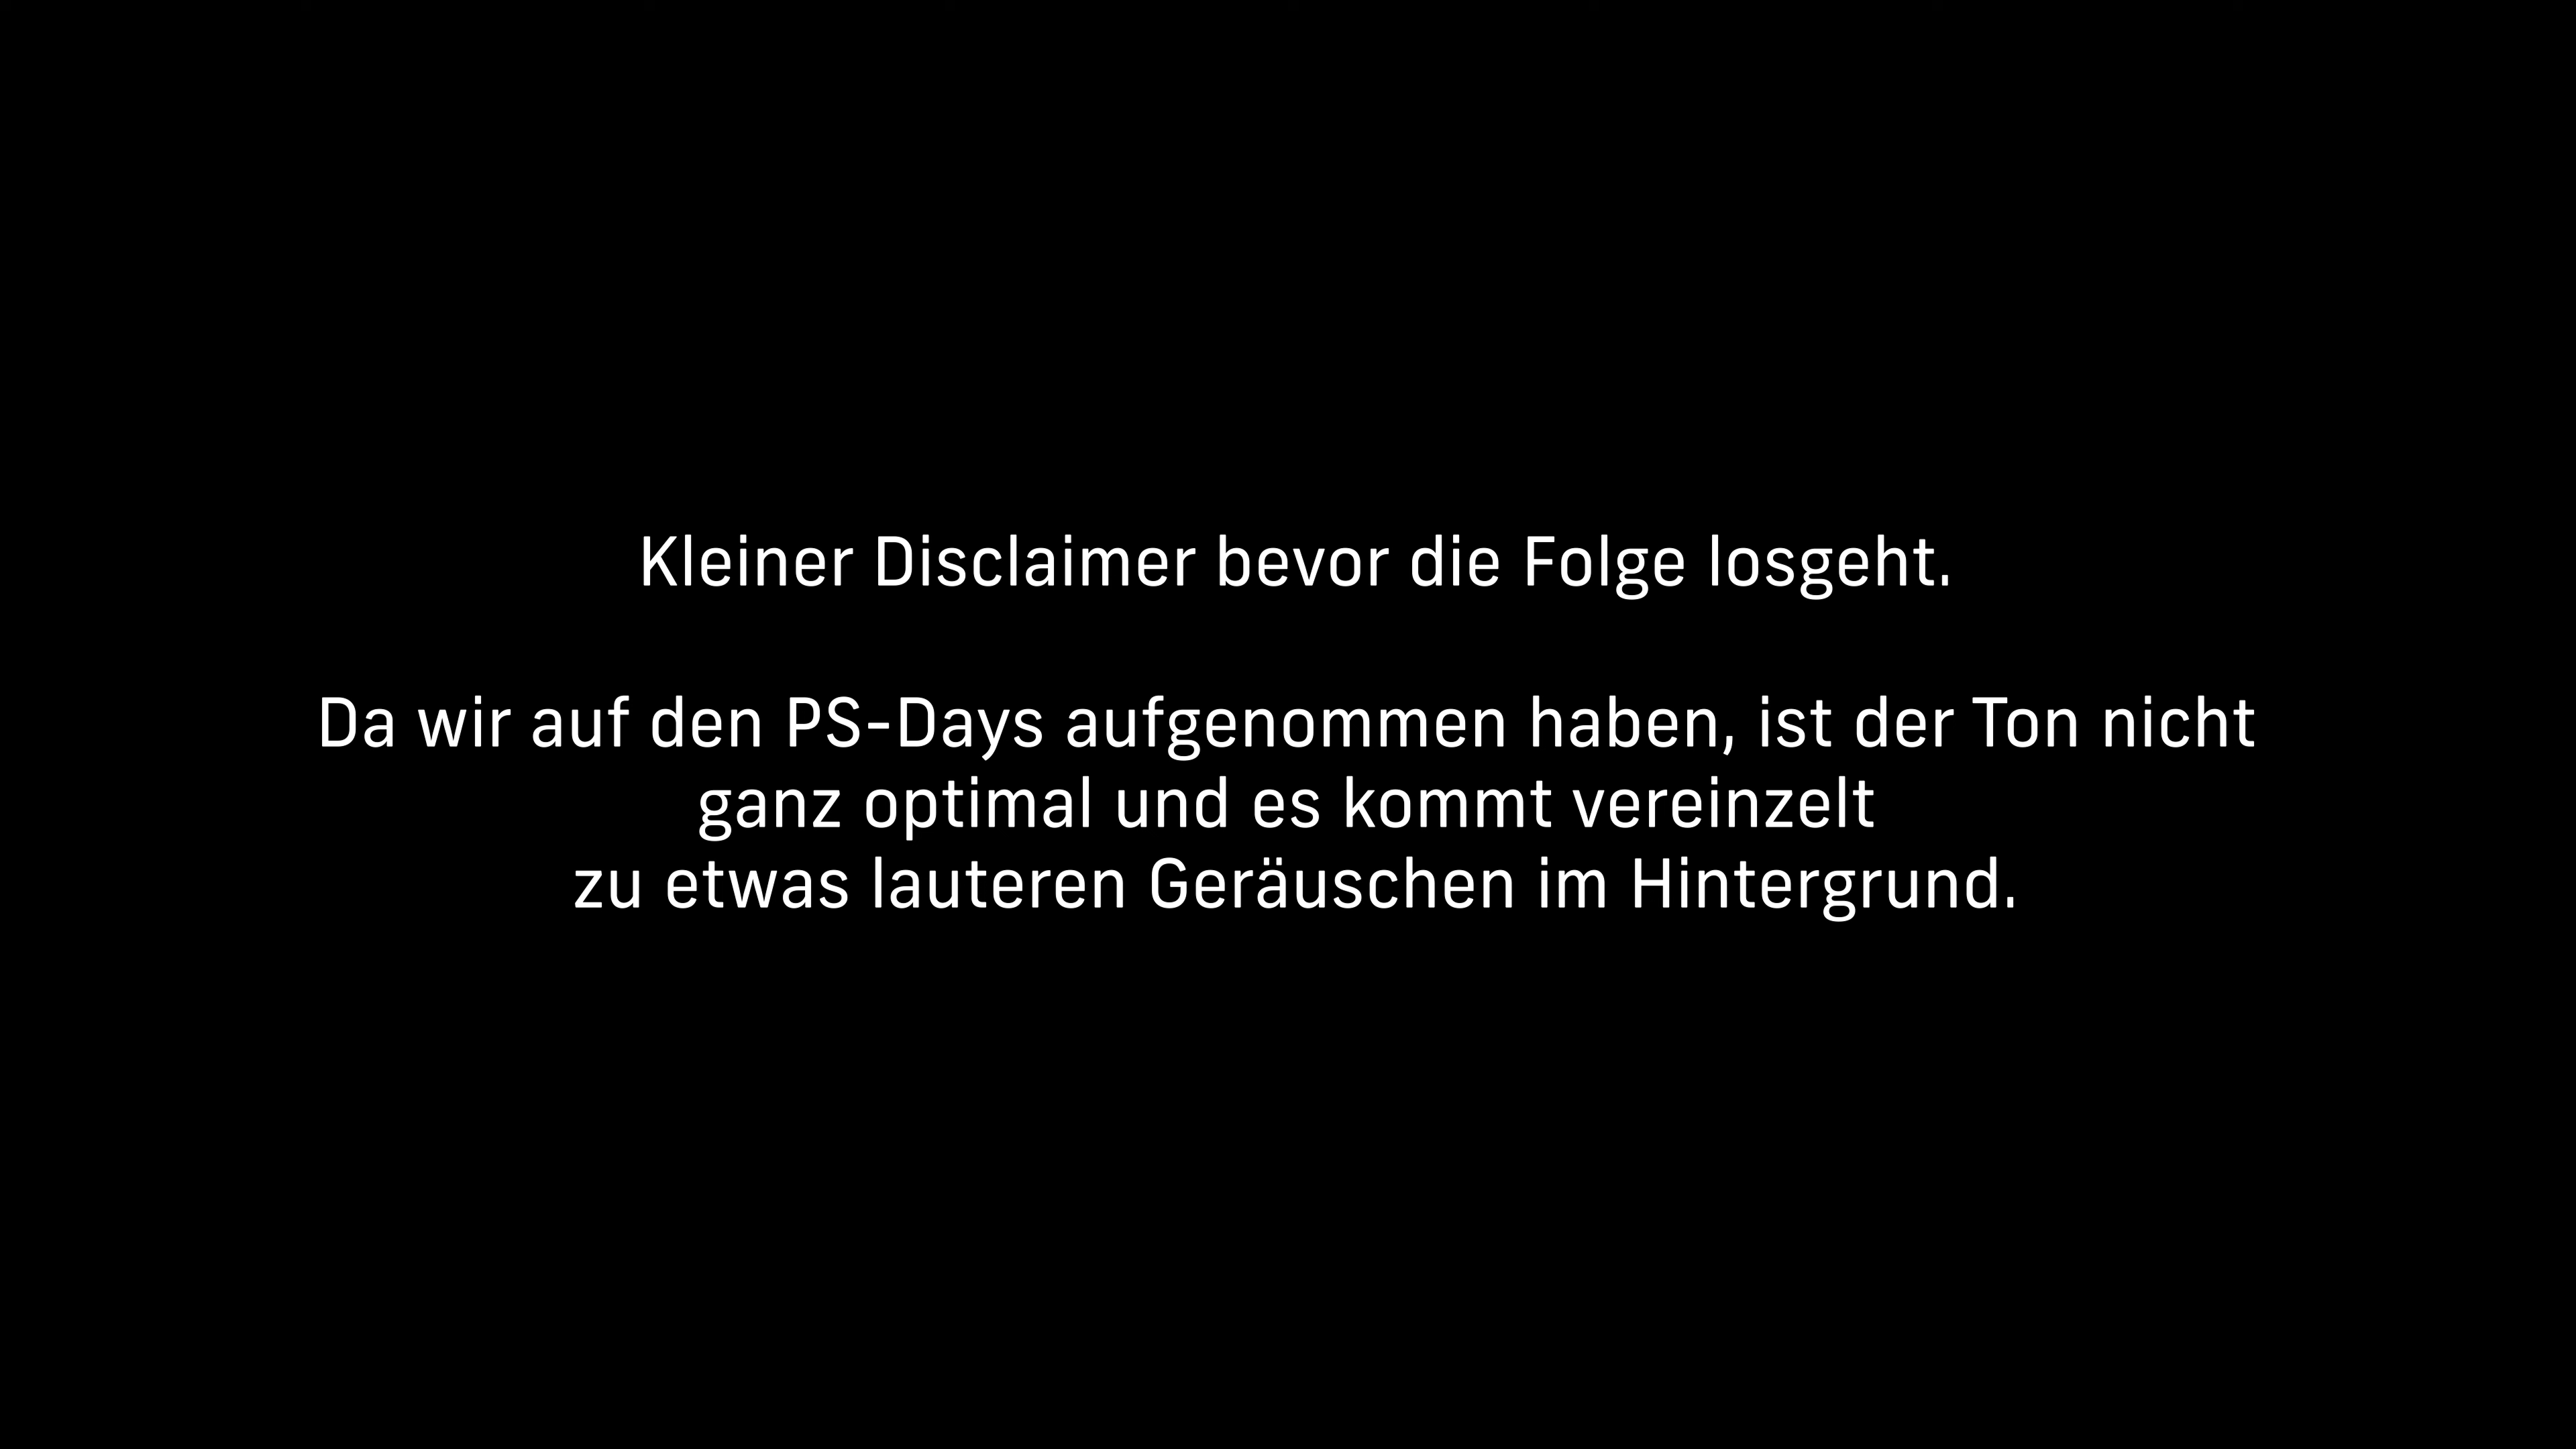 Kleiner Disclaimer bevor die Folge losgeht.
Da wir auf den PS-Days aufgenommen haben, ist der Ton nicht
ganz optimal und es kommt vereinzelt
zu etwas lauteren Geräuschen im Hintergrund.